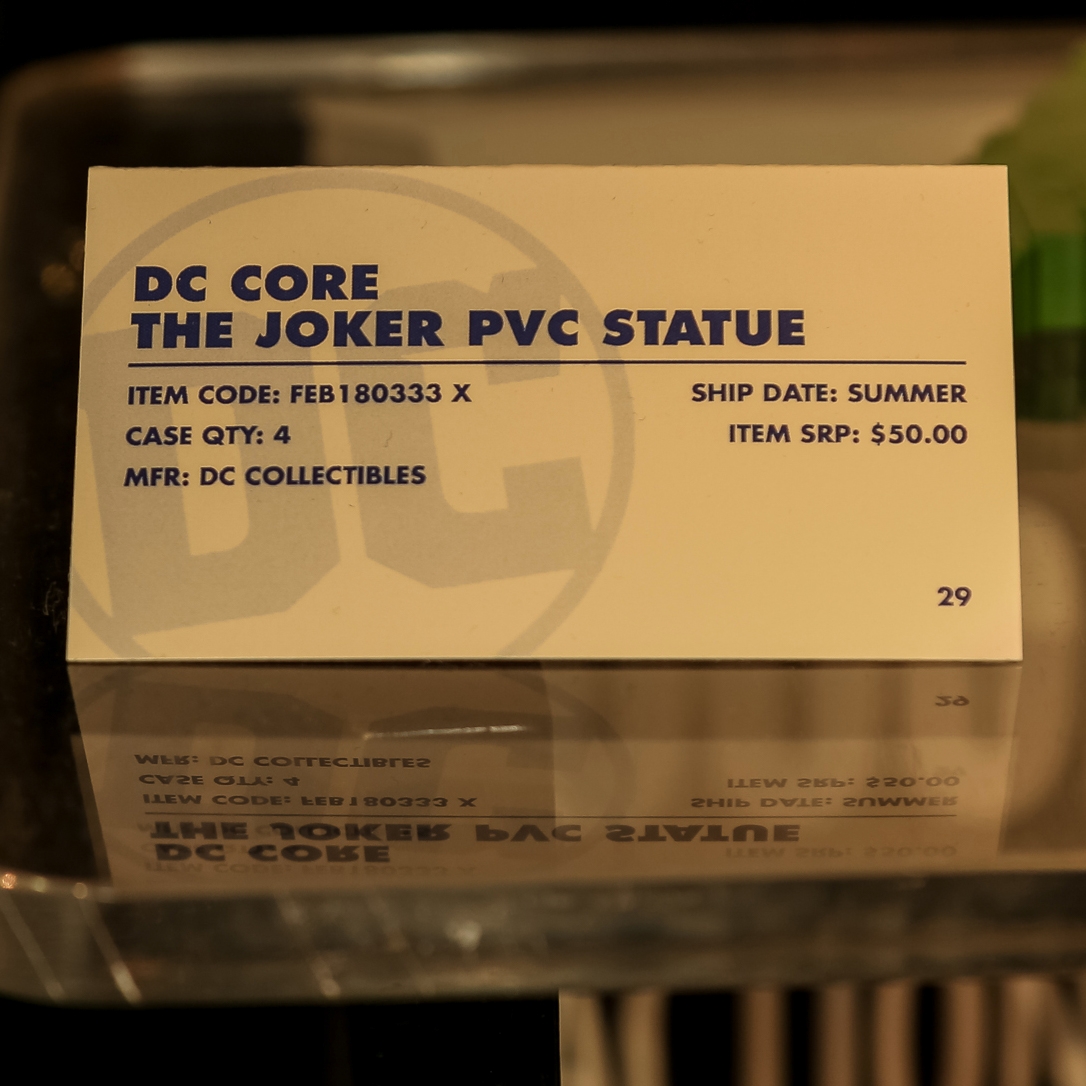 DC
DC CORE
THE JOKER PVC STATUE
ITEM CODE: FEB180333 X
CASE QTY: 4
MFR: DC COLLECTIBLES
SHIP DATE: SUMMER
ITEM SRP: $50.00
29